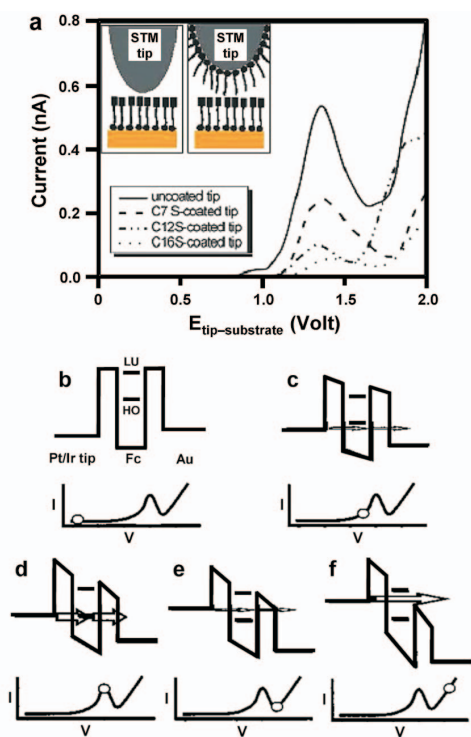 a
STM tip
STM tip
0.8
0.6
0.4
0.2
0.0
Current (nA)
uncoated tip
C7 S-coated tip
C12S-coated tip
C16S-coated tip
0 0.5 1.0 1.5 2.0
E tip–substrate (Volt)
b
LU
HO
Pt/Ir tip Fc Au
I
V
c
I
V
d
I
V
e
I
V
f
I
V